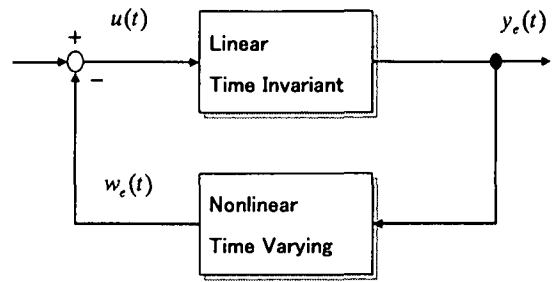 u(t)
y_e(t)
+
−
Linear
Time Invariant
w_e(t)
Nonlinear
Time Varying